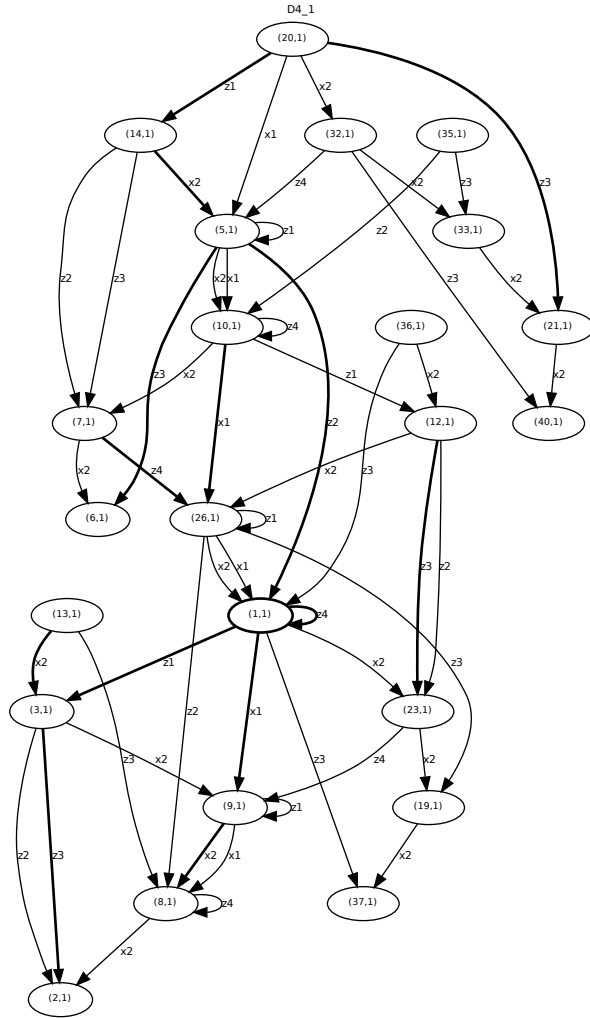 D4_1
(20,1)
z1
x2
x1
z3
(14,1)
(32,1)
(35,1)
x2
z4
x2
z3
(5,1)
z1
(33,1)
z2
z2
z3
x2x1
z3
x2
(10,1)
z4
(36,1)
(21,1)
z3
x2
z1
x2
x2
(7,1)
x1
z2
(12,1)
(40,1)
x2
z4
x2
z3
(6,1)
(26,1)
z1
x2
x1
z3
z2
(13,1)
(1,1)
z4
x2
z1
x2
z3
(3,1)
z2
x1
(23,1)
x2
z3
z3
z4
x2
(9,1)
z1
(19,1)
z2
z3
x2
x1
x2
(8,1)
z4
(37,1)
x2
(2,1)